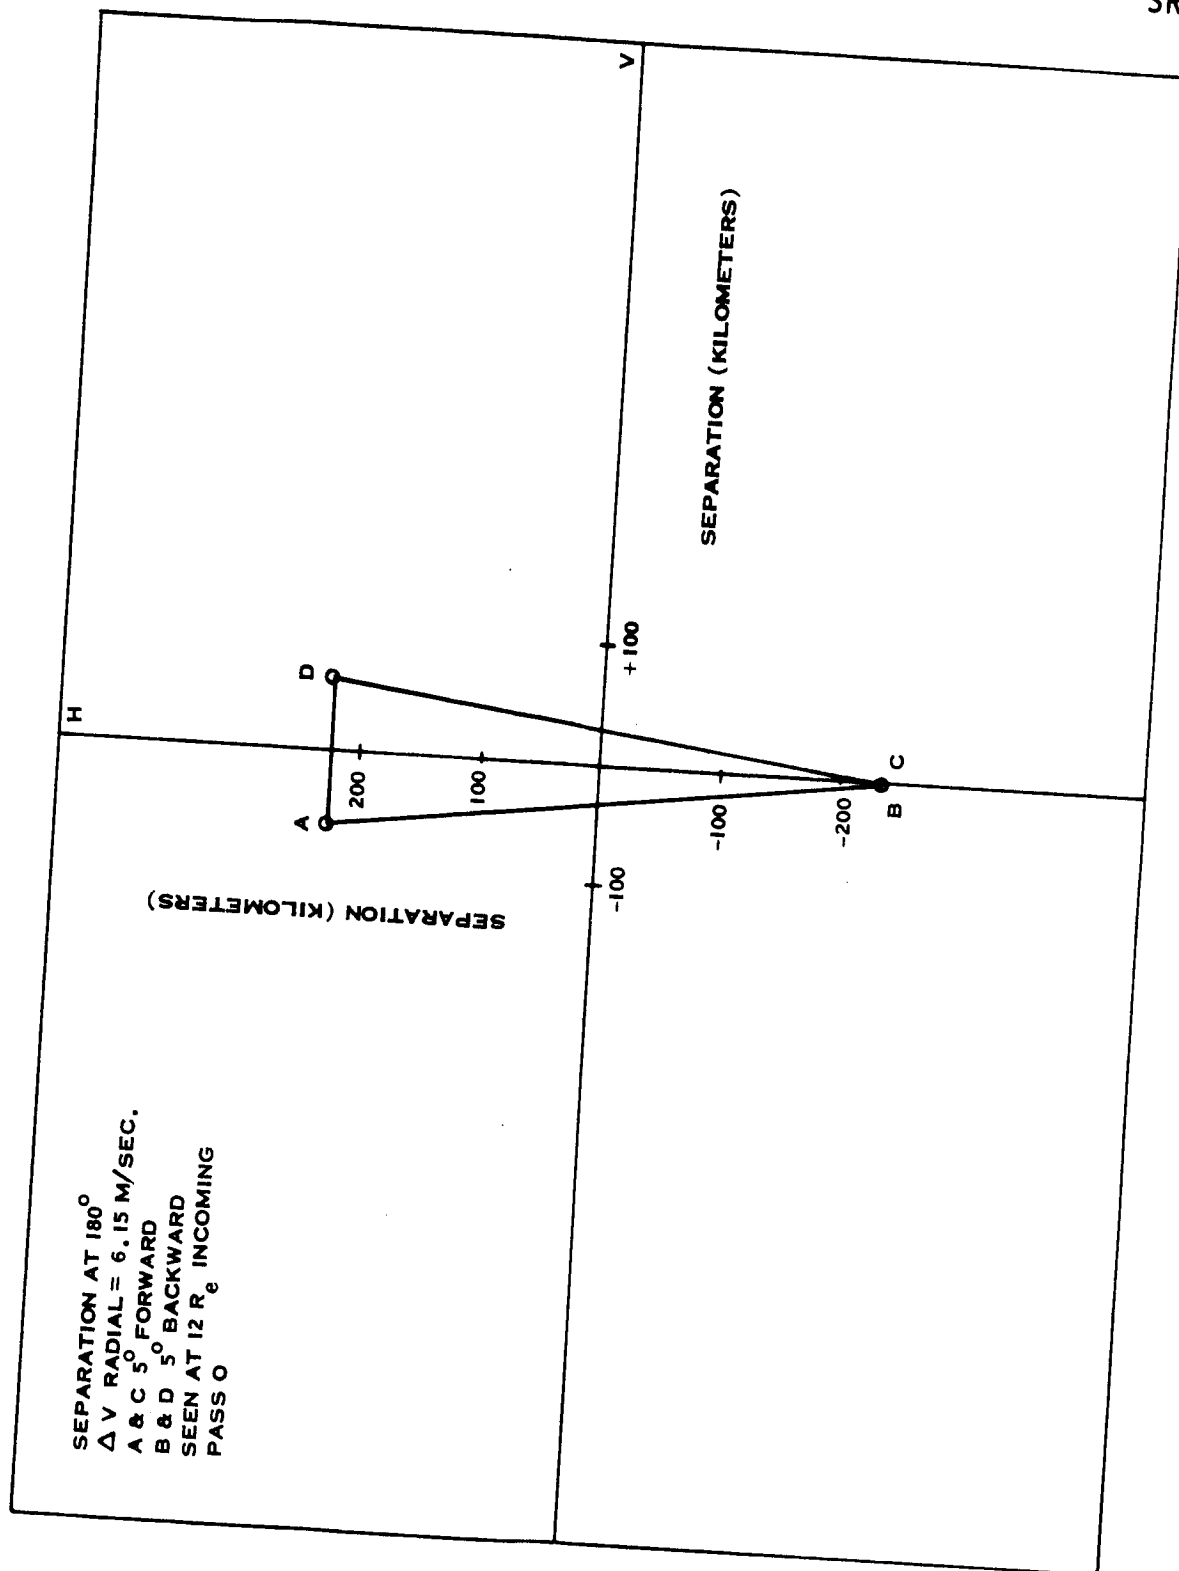 SR
SEPARATION AT 180°
Δ V RADIAL = 6.15 M/SEC.
A & C 5° FORWARD
B & D 5° BACKWARD
SEEN AT 12 Re INCOMING
PASS 0
H
V
A
D
200
100
-100
+100
-100
-200
B
C
SEPARATION (KILOMETERS)
SEPARATION (KILOMETERS)